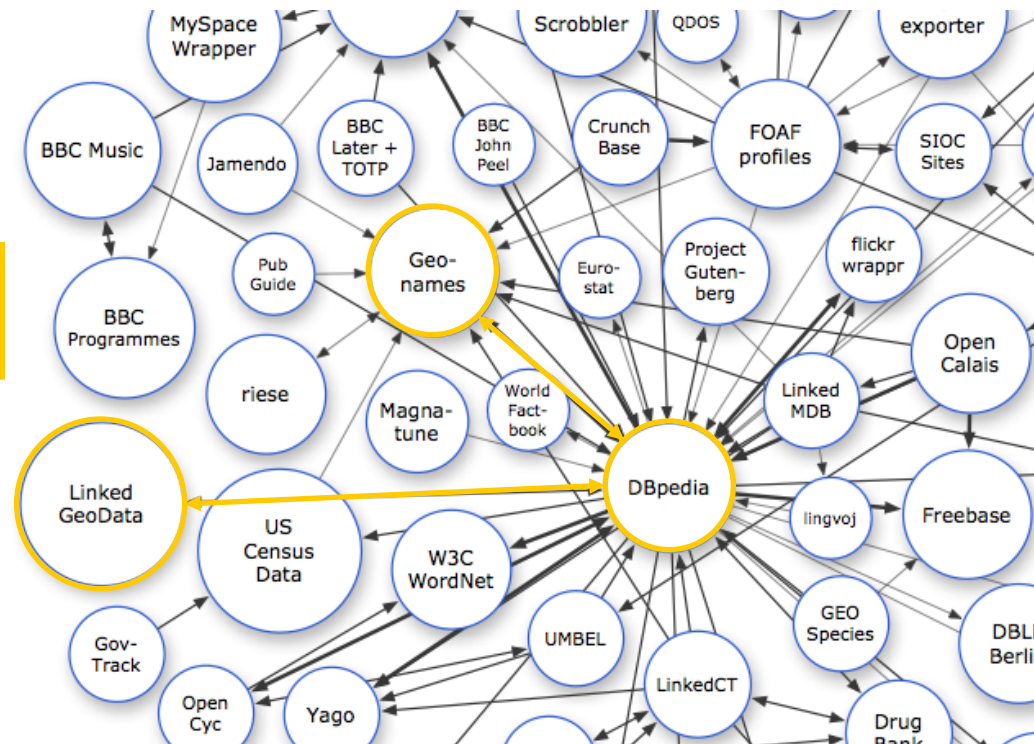 MySpace
Wrapper
Scrobbler
QDOS
exporter
BBC Music
Jamendo
BBC
Later +
TOTP
BBC
John
Peel
Crunch
Base
FOAF
profiles
SIOC
Sites
Pub
Guide
Geo-
names
Euro-
stat
Project
Guten-
berg
flickr
wrappr
BBC
Programmes
riese
Magna-
tune
World
Fact-
book
Linked
MDB
Open
Calais
Linked
GeoData
US
Census
Data
W3C
WordNet
DBpedia
lingvoj
Freebase
Gov-
Track
Open
Cyc
Yago
UMBEL
LinkedCT
GEO
Species
Drug
Bank
Berli